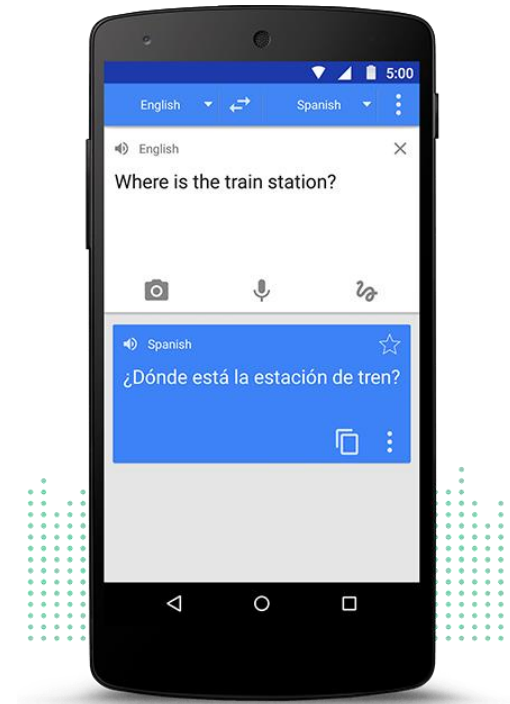 5:00
English Spanish
English
Where is the train station?
Spanish
¿Dónde está la estación de tren?